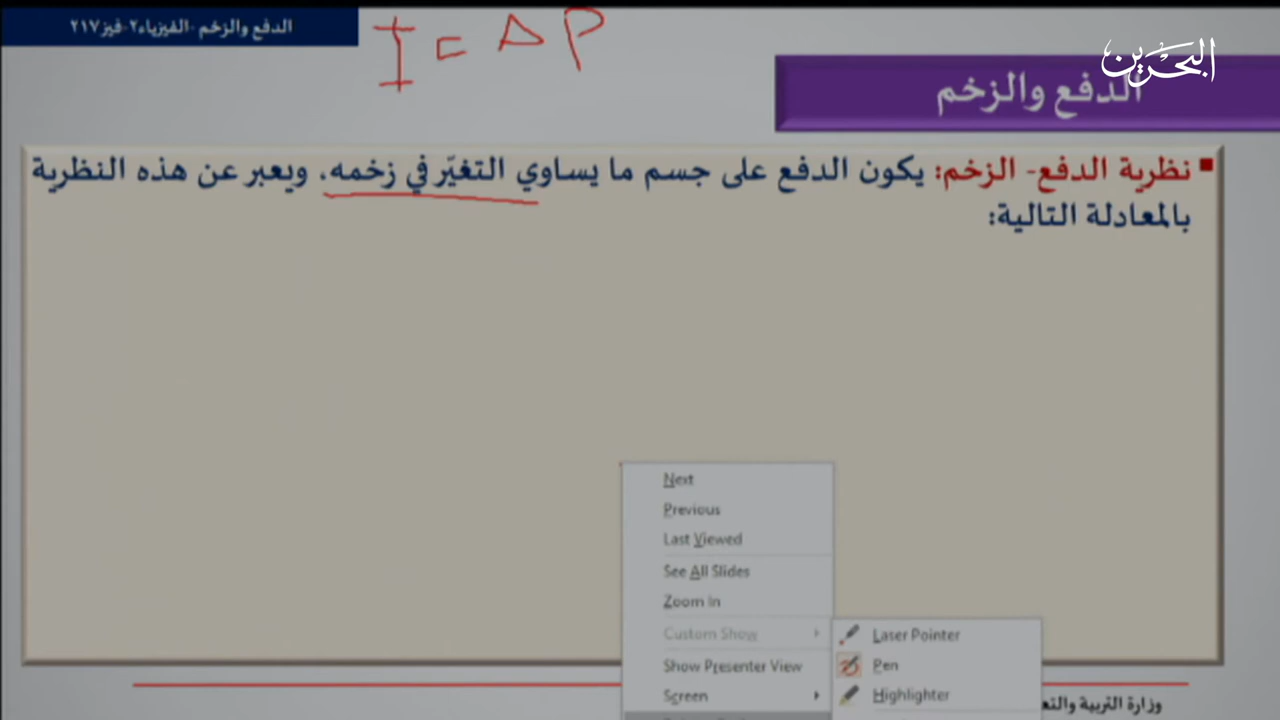 الدفع والزخم -الفيزياء٢-فيز٢١٧
I = Δ P
البحرين
الدفع والزخم
نظرية الدفع- الزخم: يكون الدفع على جسم ما يساوي التغيّر في زخمه. ويعبر عن هذه النظرية
بالمعادلة التالية:
Next
Previous
Last Viewed
See All Slides
Zoom In
Custom Show
Show Presenter View
Screen
Laser Pointer
Pen
Highlighter
وزارة التربية